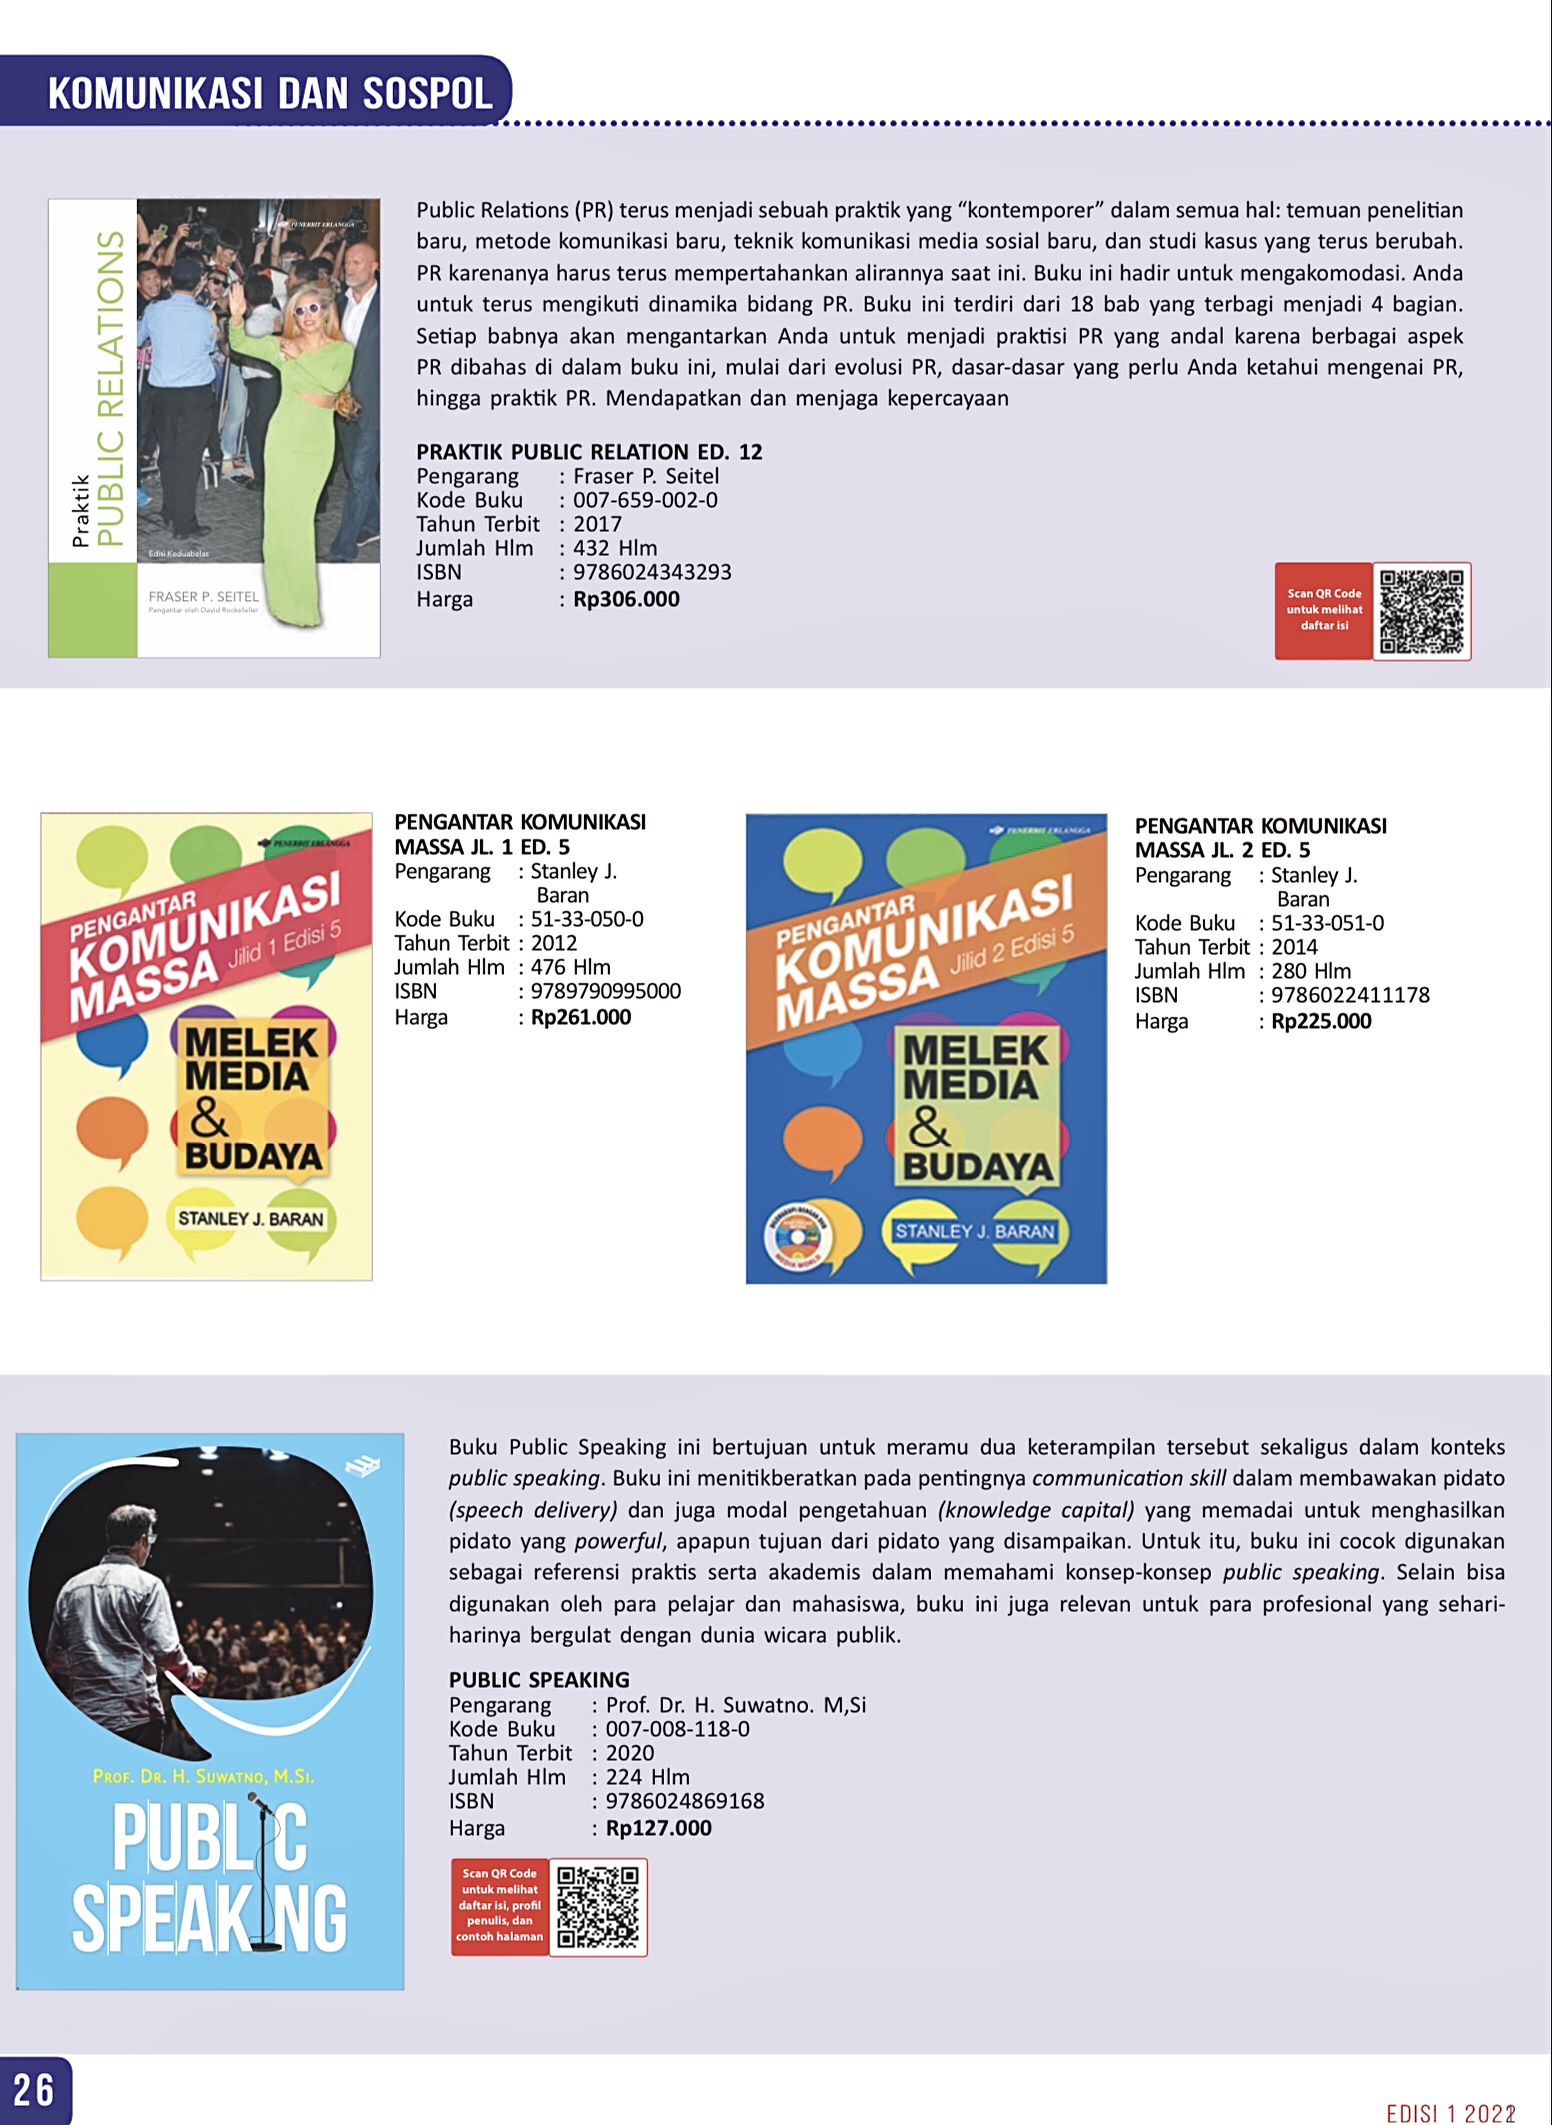 KOMUNIKASI DAN SOSPOL
PENERBIT ERLANGGA
Praktik
PUBLIC RELATIONS
Edisi Keduabelas
FRASER P. SEITEL
Pengantar oleh David Rockefeller
Public Relations (PR) terus menjadi sebuah praktik yang “kontemporer” dalam semua hal: temuan penelitian
baru, metode komunikasi baru, teknik komunikasi media sosial baru, dan studi kasus yang terus berubah.
PR karenanya harus terus mempertahankan alirannya saat ini. Buku ini hadir untuk mengakomodasi. Anda
untuk terus mengikuti dinamika bidang PR. Buku ini terdiri dari 18 bab yang terbagi menjadi 4 bagian.
Setiap babnya akan mengantarkan Anda untuk menjadi praktisi PR yang andal karena berbagai aspek
PR dibahas di dalam buku ini, mulai dari evolusi PR, dasar-dasar yang perlu Anda ketahui mengenai PR,
hingga praktik PR. Mendapatkan dan menjaga kepercayaan
PRAKTIK PUBLIC RELATION ED. 12
Pengarang : Fraser P. Seitel
Kode Buku : 007-659-002-0
Tahun Terbit : 2017
Jumlah Hlm : 432 Hlm
ISBN : 9786024343293
Harga : Rp306.000
Scan QR Code
untuk melihat
daftar isi
PENERBIT ERLANGGA
PENGANTAR
KOMUNIKASI
MASSA Jilid 1 Edisi 5
MELEK
MEDIA
&
BUDAYA
STANLEY J. BARAN
PENGANTAR KOMUNIKASI
MASSA JL. 1 ED. 5
Pengarang : Stanley J.
Baran
Kode Buku : 51-33-050-0
Tahun Terbit : 2012
Jumlah Hlm : 476 Hlm
ISBN : 9789790995000
Harga : Rp261.000
PENERBIT ERLANGGA
PENGANTAR
KOMUNIKASI
MASSA Jilid 2 Edisi 5
MELEK
MEDIA
&
BUDAYA
STANLEY J. BARAN
DILENGKAPI DENGAN DVD
MEDIA WORLD
PENGANTAR KOMUNIKASI
MASSA JL. 2 ED. 5
Pengarang : Stanley J.
Baran
Kode Buku : 51-33-051-0
Tahun Terbit : 2014
Jumlah Hlm : 280 Hlm
ISBN : 9786022411178
Harga : Rp225.000
PROF. DR. H. SUWATNO, M.SI.
PUBLIC
SPEAKING
Buku Public Speaking ini bertujuan untuk meramu dua keterampilan tersebut sekaligus dalam konteks
public speaking. Buku ini menitikberatkan pada pentingnya communication skill dalam membawakan pidato
(speech delivery) dan juga modal pengetahuan (knowledge capital) yang memadai untuk menghasilkan
pidato yang powerful, apapun tujuan dari pidato yang disampaikan. Untuk itu, buku ini cocok digunakan
sebagai referensi praktis serta akademis dalam memahami konsep-konsep public speaking. Selain bisa
digunakan oleh para pelajar dan mahasiswa, buku ini juga relevan untuk para profesional yang sehari-
harinya bergulat dengan dunia wicara publik.
PUBLIC SPEAKING
Pengarang : Prof. Dr. H. Suwatno. M,Si
Kode Buku : 007-008-118-0
Tahun Terbit : 2020
Jumlah Hlm : 224 Hlm
ISBN : 9786024869168
Harga : Rp127.000
Scan QR Code
untuk melihat
daftar isi, profil
penulis, dan
contoh halaman
26
EDISI 1 2022